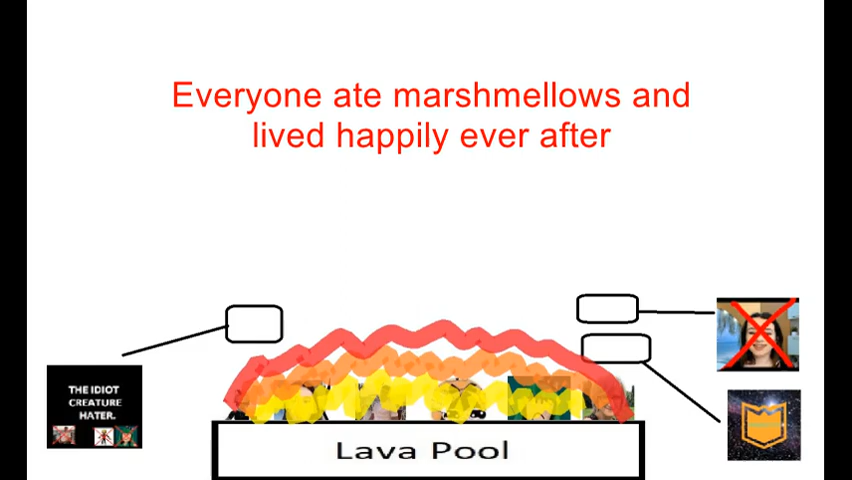 Everyone ate marshmellows and
lived happily ever after
THE IDIOT
CREATURE
HATER.
Lava Pool